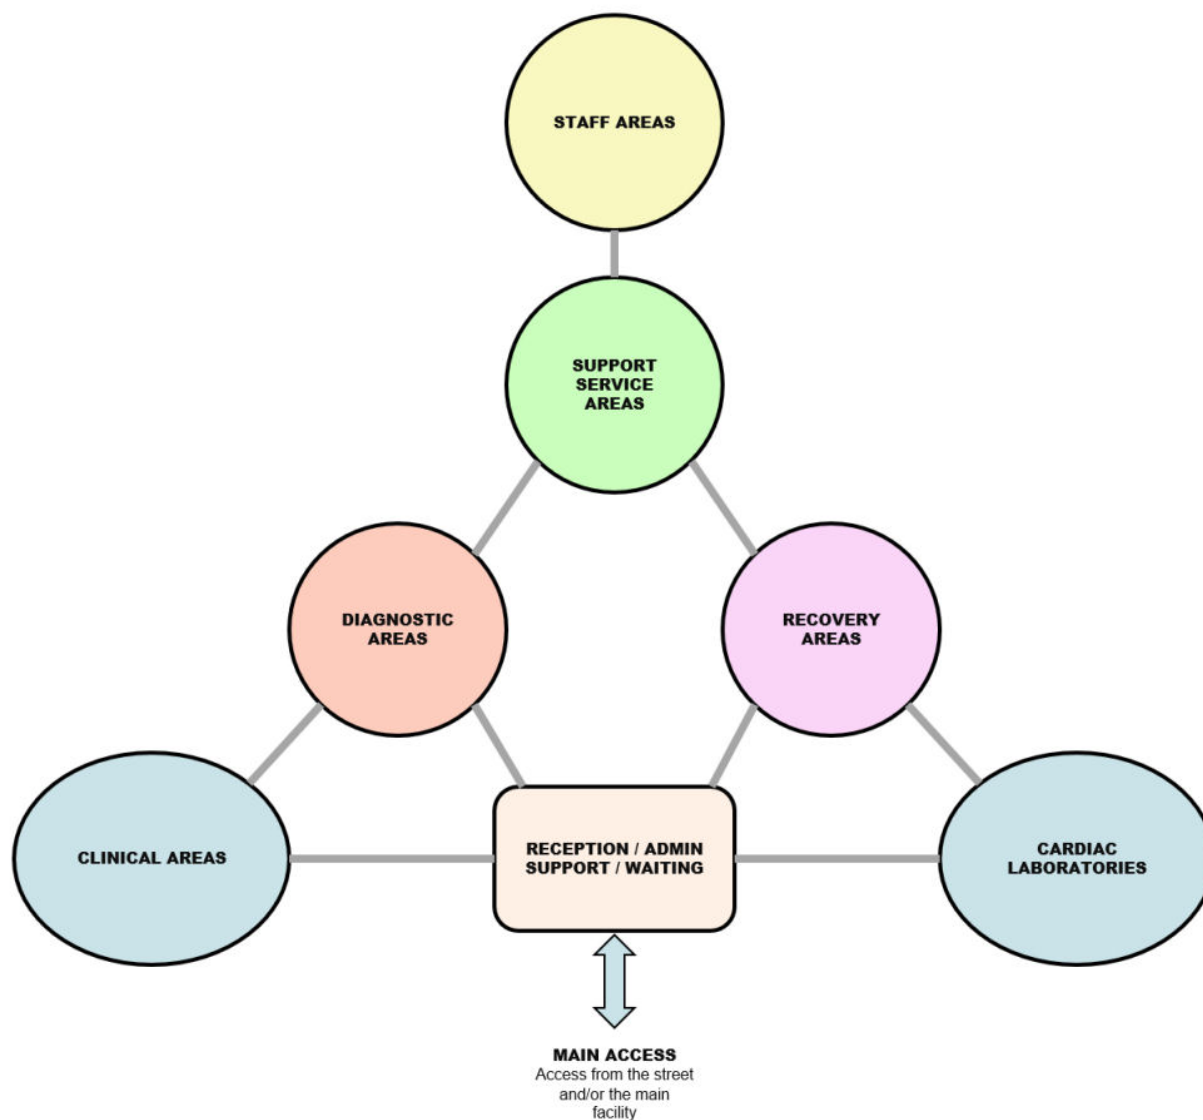 STAFF AREAS
SUPPORT
SERVICE
AREAS
DIAGNOSTIC
AREAS
RECOVERY
AREAS
CLINICAL AREAS
RECEPTION / ADMIN
SUPPORT / WAITING
CARDIAC
LABORATORIES
MAIN ACCESS
Access from the street
and/or the main
facility